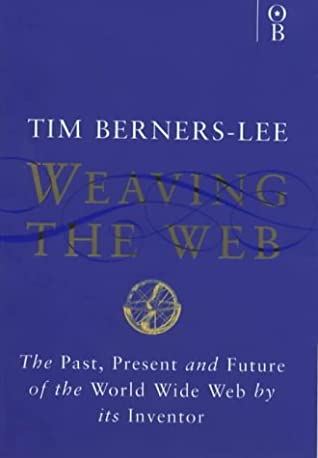 O
B
TIM BERNERS-LEE
WEAVING
THE WEB
The Past, Present and Future
of the World Wide Web by
its Inventor